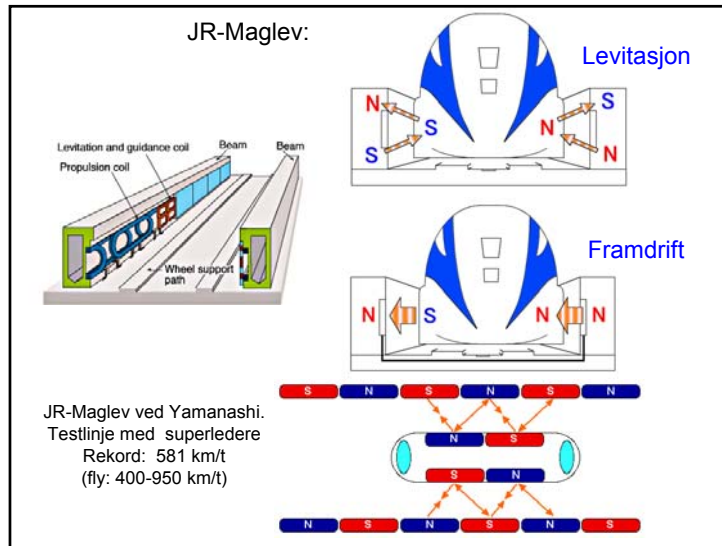 JR-Maglev:
Levitasjon
N
S
S
N
S
N
Levitation and guidance coil
Propulsion coil
Beam
Beam
Wheel support
path
Framdrift
N
S
N
N
S N S N S N
N S
S N
N S N S N S
JR-Maglev ved Yamanashi.
Testlinje med superledere
Rekord: 581 km/t
(fly: 400-950 km/t)